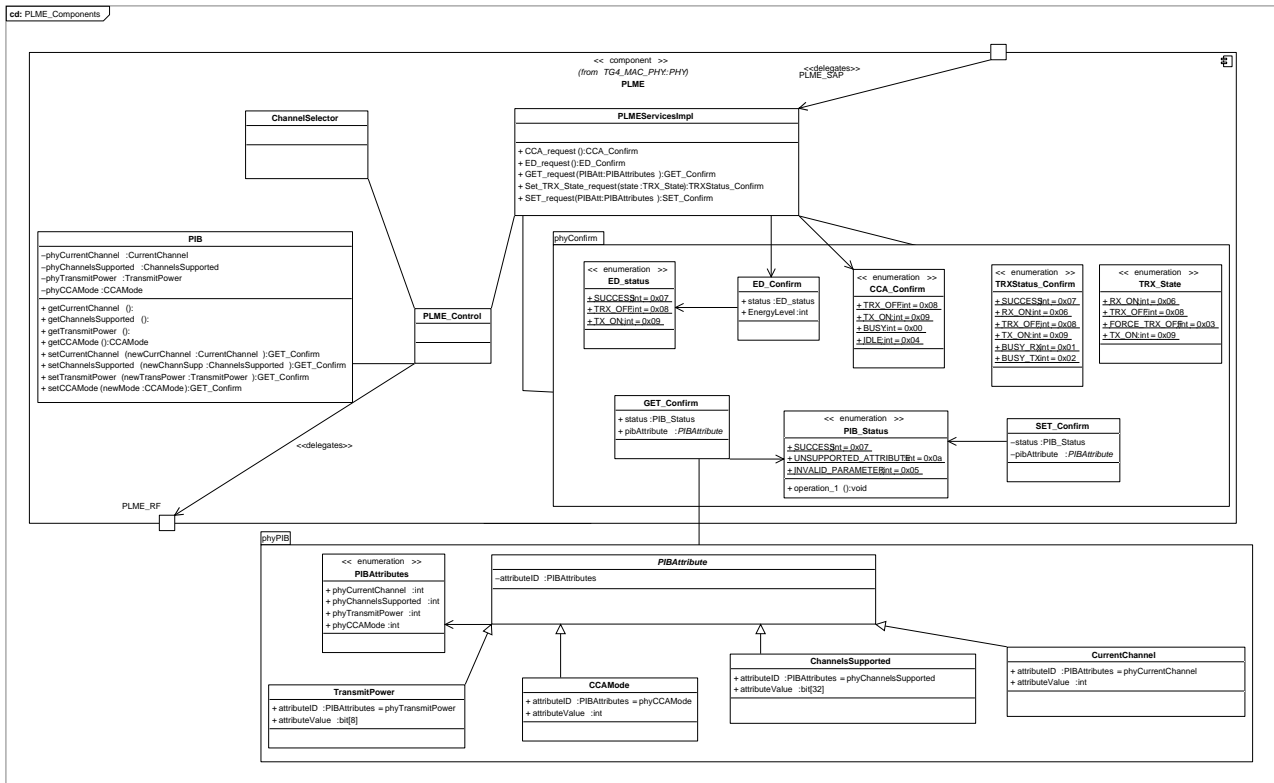 cd: PLME_Components
<< component >>
(from TG4_MAC_PHY::PHY)
PLME
<<delegates>>
PLME_SAP
ChannelSelector
PLMEServicesImpl
+ CCA_request ():CCA_Confirm
+ ED_request ():ED_Confirm
+ GET_request (PIBAtt:PIBAttributes ):GET_Confirm
+ Set_TRX_State_request (state :TRX_State):TRXStatus_Confirm
+ SET_request (PIBAtt:PIBAttributes ):SET_Confirm
PIB
−phyCurrentChannel :CurrentChannel
−phyChannelsSupported :ChannelsSupported
−phyTransmitPower :TransmitPower
−phyCCAMode :CCAMode
+ getCurrentChannel ():
+ getChannelsSupported ():
+ getTransmitPower ():
+ getCCAMode ():CCAMode
+ setCurrentChannel (newCurrChannel :CurrentChannel ):GET_Confirm
+ setChannelsSupported (newChannSupp :ChannelsSupported ):GET_Confirm
+ setTransmitPower (newTransPower :TransmitPower ):GET_Confirm
+ setCCAMode (newMode :CCAMode):GET_Confirm
PLME_Control
<<delegates>>
PLME_RF
phyConfirm
<< enumeration >>
ED_status
+ SUCCESS:int = 0x07
+ TRX_OFF:int = 0x08
+ TX_ON:int = 0x09
ED_Confirm
+ status :ED_status
+ EnergyLevel :int
<< enumeration >>
CCA_Confirm
+ TRX_OFF:int = 0x08
+ TX_ON:int = 0x09
+ BUSY:int = 0x00
+ IDLE:int = 0x04
<< enumeration >>
TRXStatus_Confirm
+ SUCCESS:int = 0x07
+ RX_ON:int = 0x06
+ TRX_OFF:int = 0x08
+ TX_ON:int = 0x09
+ BUSY_RX:int = 0x01
+ BUSY_TX:int = 0x02
<< enumeration >>
TRX_State
+ RX_ON:int = 0x06
+ TRX_OFF:int = 0x08
+ FORCE_TRX_OFF:int = 0x03
+ TX_ON:int = 0x09
GET_Confirm
+ status :PIB_Status
+ pibAttribute :PIBAttribute
<< enumeration >>
PIB_Status
+ SUCCESS:int = 0x07
+ UNSUPPORTED_ATTRIBUTE:int = 0x0a
+ INVALID_PARAMETER:int = 0x05
+ operation_1 ():void
SET_Confirm
−status :PIB_Status
−pibAttribute :PIBAttribute
phyPIB
<< enumeration >>
PIBAttributes
+ phyCurrentChannel :int
+ phyChannelsSupported :int
+ phyTransmitPower :int
+ phyCCAMode :int
PIBAttribute
−attributeID :PIBAttributes
TransmitPower
+ attributeID :PIBAttributes = phyTransmitPower
+ attributeValue :bit[8]
CCAMode
+ attributeID :PIBAttributes = phyCCAMode
+ attributeValue :int
ChannelsSupported
+ attributeID :PIBAttributes = phyChannelsSupported
+ attributeValue :bit[32]
CurrentChannel
+ attributeID :PIBAttributes = phyCurrentChannel
+ attributeValue :int